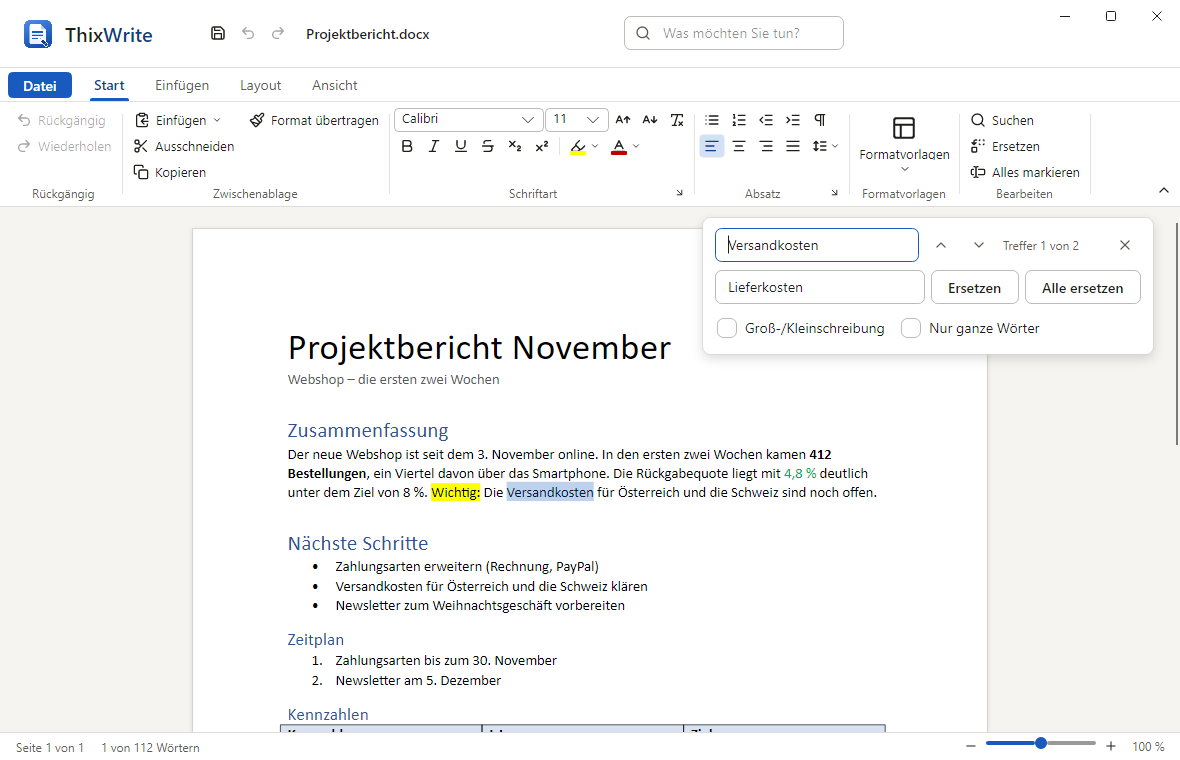 ThixWrite
Projektbericht.docx
Was möchten Sie tun?
Datei Start Einfügen Layout Ansicht
Rückgängig
Wiederholen
Rückgängig
Einfügen
Format übertragen
Ausschneiden
Kopieren
Zwischenablage
Calibri 11
Schriftart
Absatz
Formatvorlagen
Formatvorlagen
Suchen
Ersetzen
Alles markieren
Bearbeiten
Versandkosten Treffer 1 von 2
Lieferkosten Ersetzen Alle ersetzen
Groß-/Kleinschreibung Nur ganze Wörter
Projektbericht November
Webshop – die ersten zwei Wochen
Zusammenfassung
Der neue Webshop ist seit dem 3. November online. In den ersten zwei Wochen kamen 412
Bestellungen, ein Viertel davon über das Smartphone. Die Rückgabequote liegt mit 4,8 % deutlich
unter dem Ziel von 8 %. Wichtig: Die Versandkosten für Österreich und die Schweiz sind noch offen.
Nächste Schritte
• Zahlungsarten erweitern (Rechnung, PayPal)
• Versandkosten für Österreich und die Schweiz klären
• Newsletter zum Weihnachtsgeschäft vorbereiten
Zeitplan
1. Zahlungsarten bis zum 30. November
2. Newsletter am 5. Dezember
Kennzahlen
Seite 1 von 1 1 von 112 Wörtern 100 %